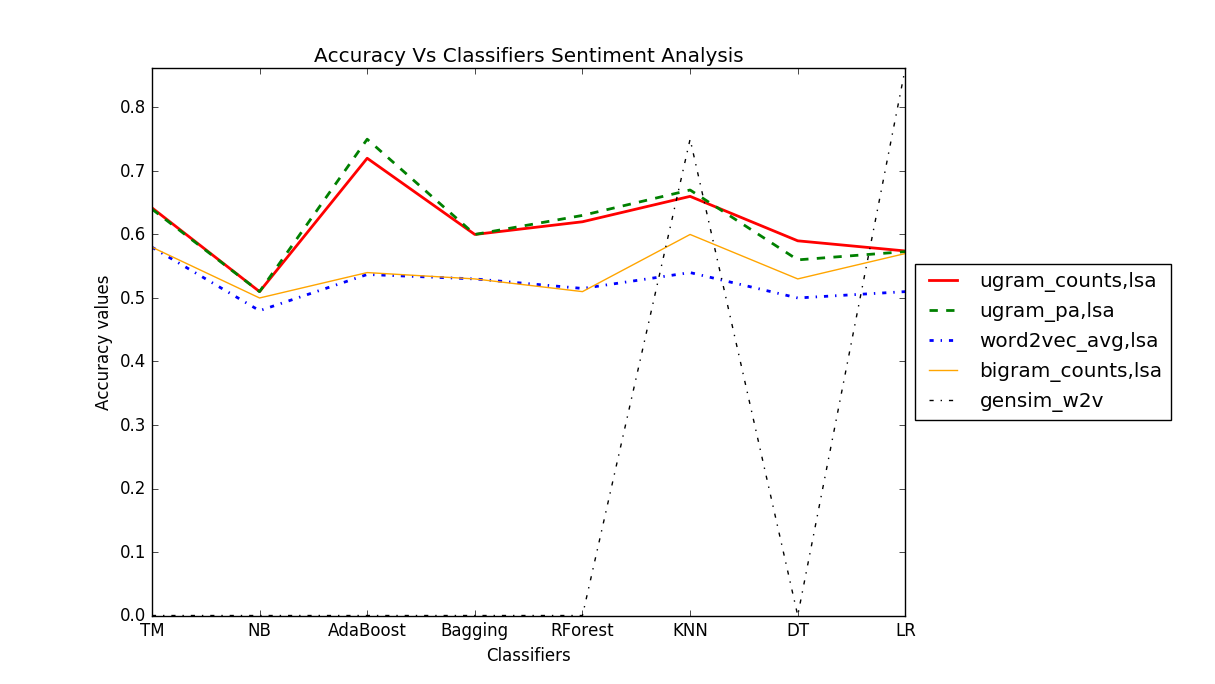 Accuracy Vs Classifiers Sentiment Analysis
Accuracy values
0.8
0.7
0.6
0.5
0.4
0.3
0.2
0.1
0.0
TM NB AdaBoost Bagging RForest KNN DT LR
Classifiers
ugram_counts,lsa
ugram_pa,lsa
word2vec_avg,lsa
bigram_counts,lsa
gensim_w2v